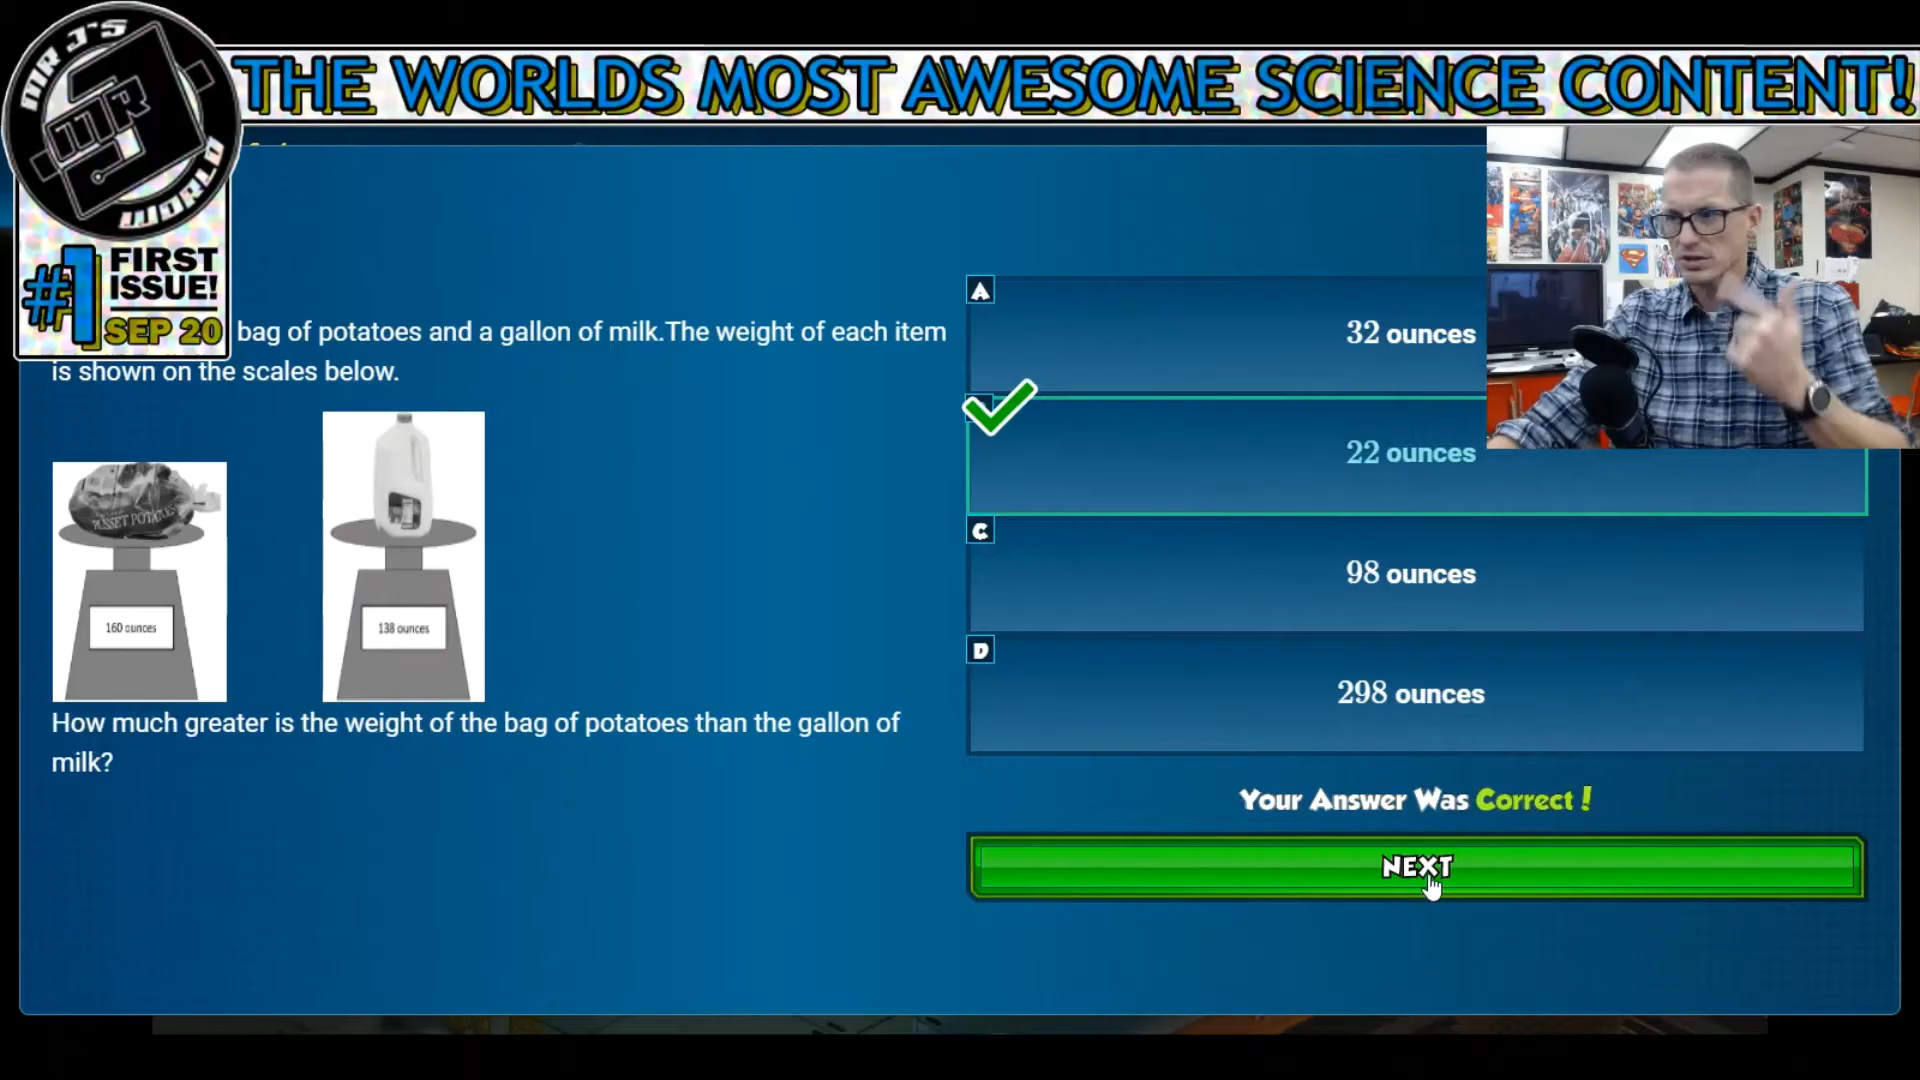 THE WORLDS MOST AWESOME SCIENCE CONTENT!
MR J'S
MR
WORLD
#1 FIRST
ISSUE!
SEP 20
bag of potatoes and a gallon of milk.The weight of each item
is shown on the scales below.
RUSSET POTATOES
160 ounces
138 ounces
How much greater is the weight of the bag of potatoes than the gallon of
milk?
A
32 ounces
22 ounces
C
98 ounces
D
298 ounces
Your Answer Was Correct!
NEXT